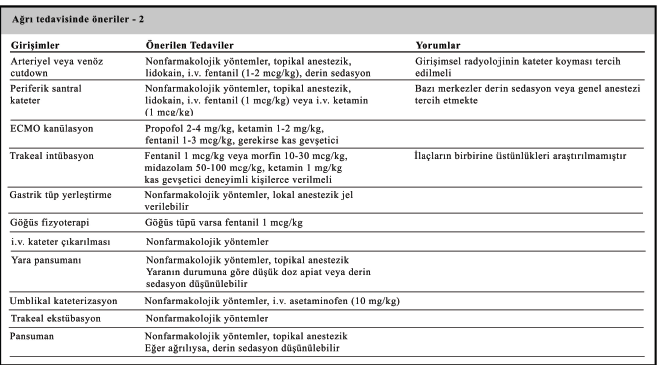 Ağrı tedavisinde öneriler - 2
Girişimler Önerilen Tedaviler Yorumlar
Arteriyel veya venöz Nonfarmakolojik yöntemler, topikal anestezik, Girişimsel radyolojinin kateter koyması tercih
cutdown lidokain, i.v. fentanil (1-2 mcg/kg), derin sedasyon edilmeli
Periferik santral Nonfarmakolojik yöntemler, topikal anestezik, Bazı merkezler derin sedasyon veya genel anestezi
kateter lidokain, i.v. fentanil (1 mcg/kg) veya i.v. ketamin tercih etmekte
(1 mcg/kg)
ECMO kanülasyon Propofol 2-4 mg/kg, ketamin 1-2 mg/kg,
fentanil 1-3 mcg/kg, gerekirse kas gevşetici
Trakeal intübasyon Fentanil 1 mcg/kg veya morfin 10-30 mcg/kg, İlaçların birbirine üstünlükleri araştırılmamıştır
midazolam 50-100 mcg/kg, ketamin 1 mg/kg
kas gevşetici deneyimli kişilerce verilmeli
Gastrik tüp yerleştirme Nonfarmakolojik yöntemler, lokal anestezik jel
verilebilir
Göğüs fizyoterapi Göğüs tüpü varsa fentanil 1 mcg/kg
i.v. kateter çıkarılması Nonfarmakolojik yöntemler
Yara pansumanı Nonfarmakolojik yöntemler, topikal anestezik
Yaranın durumuna göre düşük doz apiat veya derin
sedasyon düşünülebilir
Umblikal kateterizasyon Nonfarmakolojik yöntemler, i.v. asetaminofen (10 mg/kg)
Trakeal ekstübasyon Nonfarmakolojik yöntemler
Pansuman Nonfarmakolojik yöntemler, topikal anestezik
Eğer ağrılıysa, derin sedasyon düşünülebilir